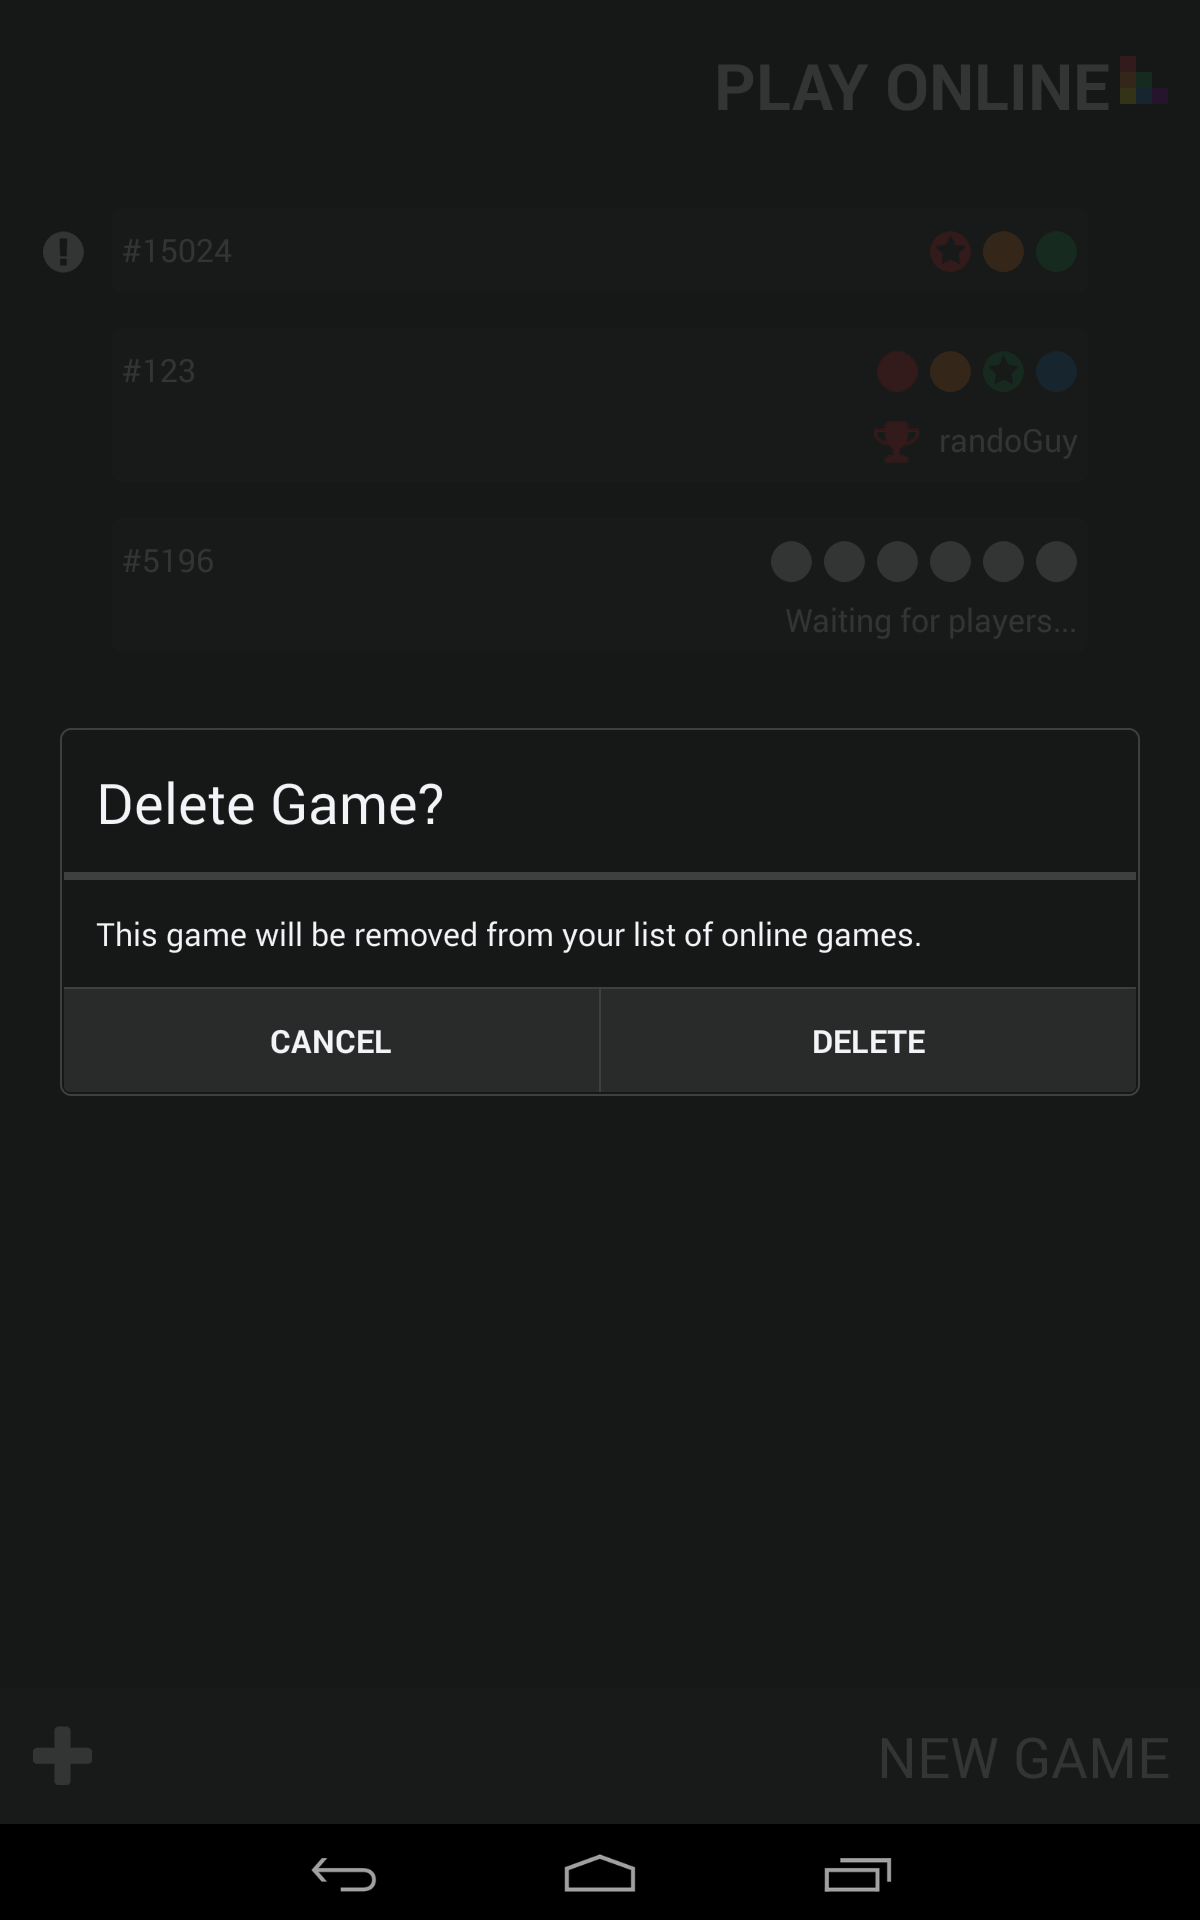 PLAY ONLINE
#15024
#123
randoGuy
#5196
Waiting for players...
Delete Game?
This game will be removed from your list of online games.
CANCEL
DELETE
NEW GAME